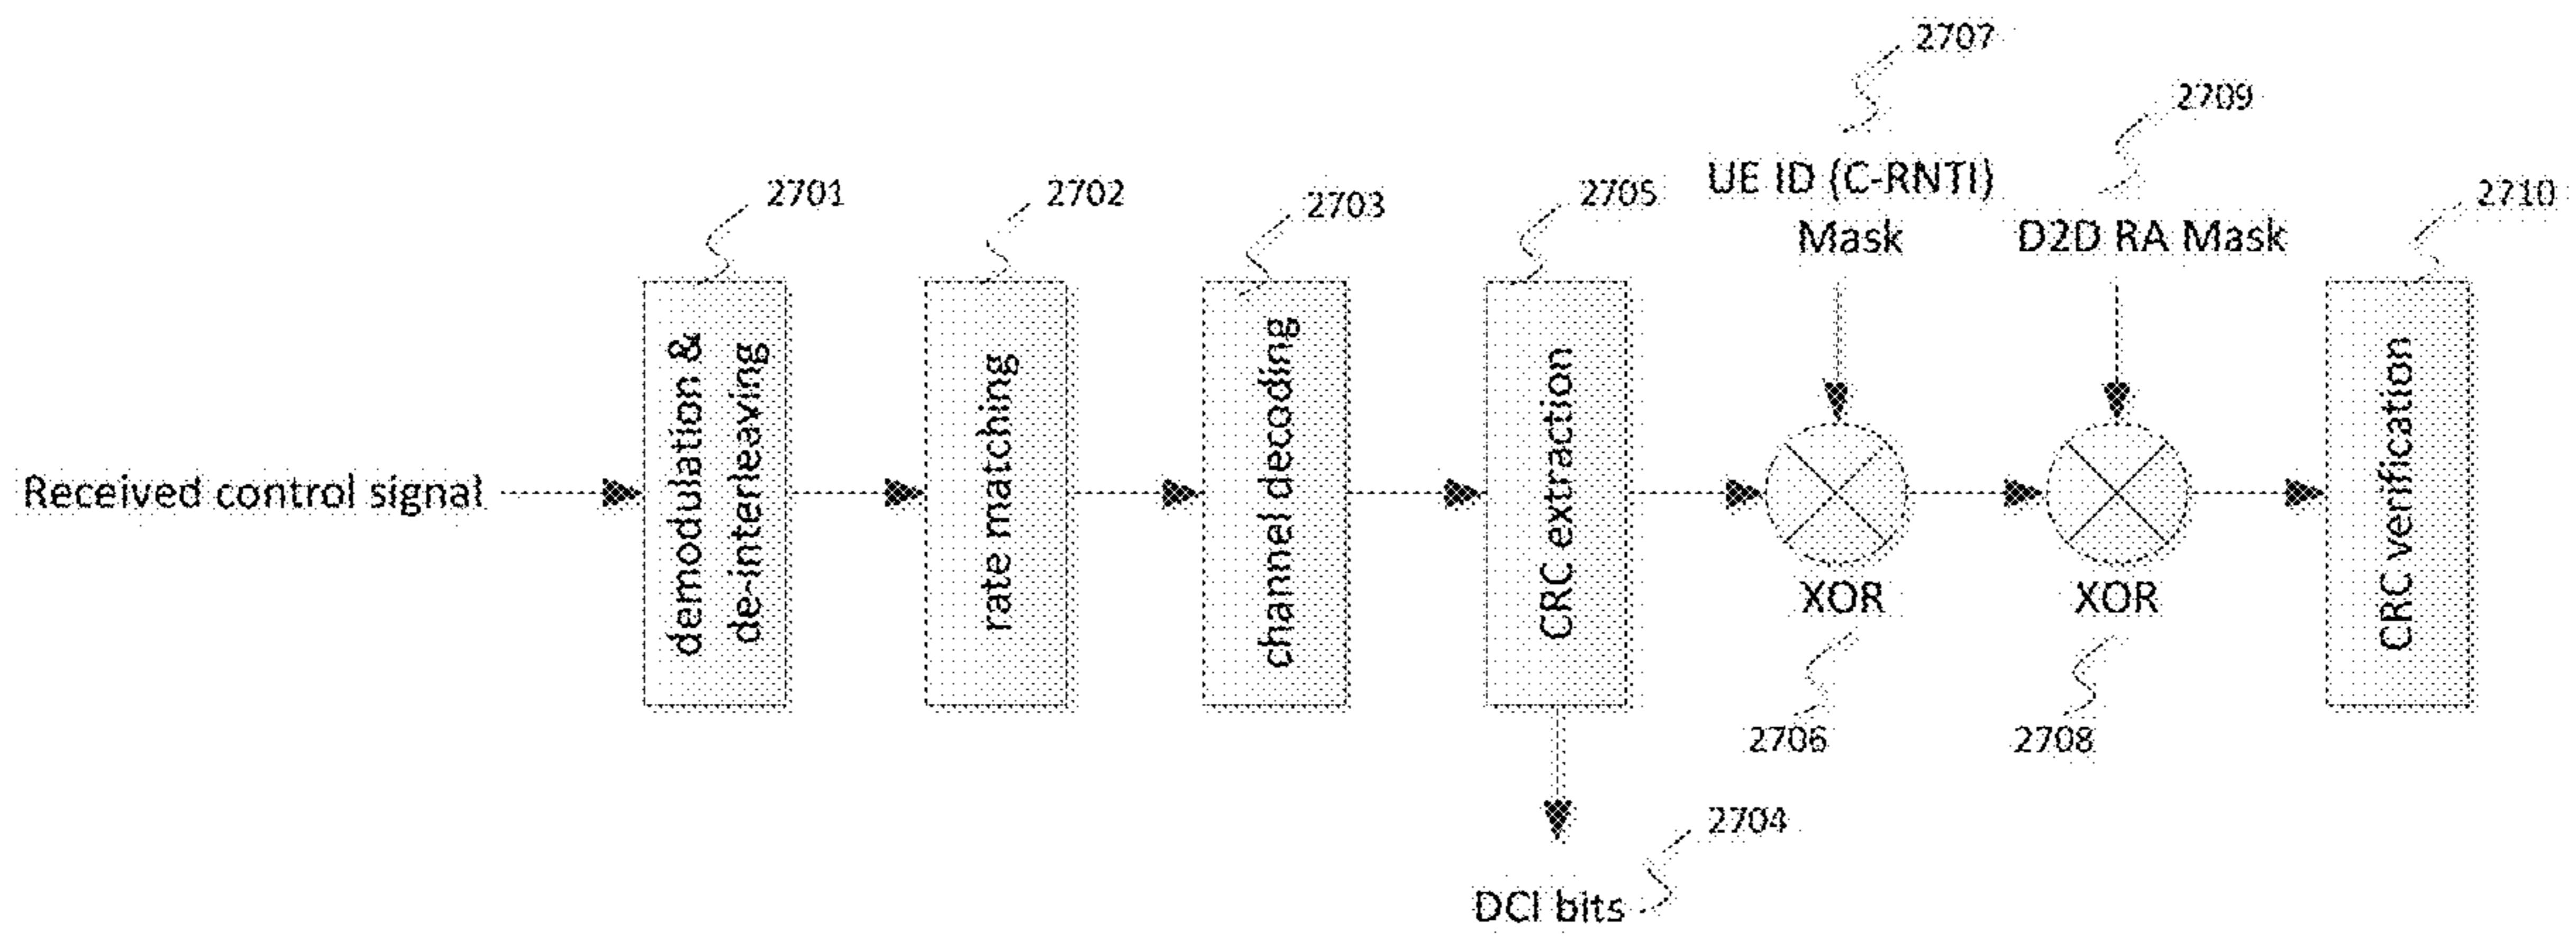 2707
2709
UE ID (C-RNTI)
Mask
D2D RA Mask
2701
2702
2703
2705
2710
Received control signal
demodulation &
de-interleaving
rate matching
channel decoding
CRC extraction
XOR
XOR
CRC verification
2706
2708
2704
DCI bits